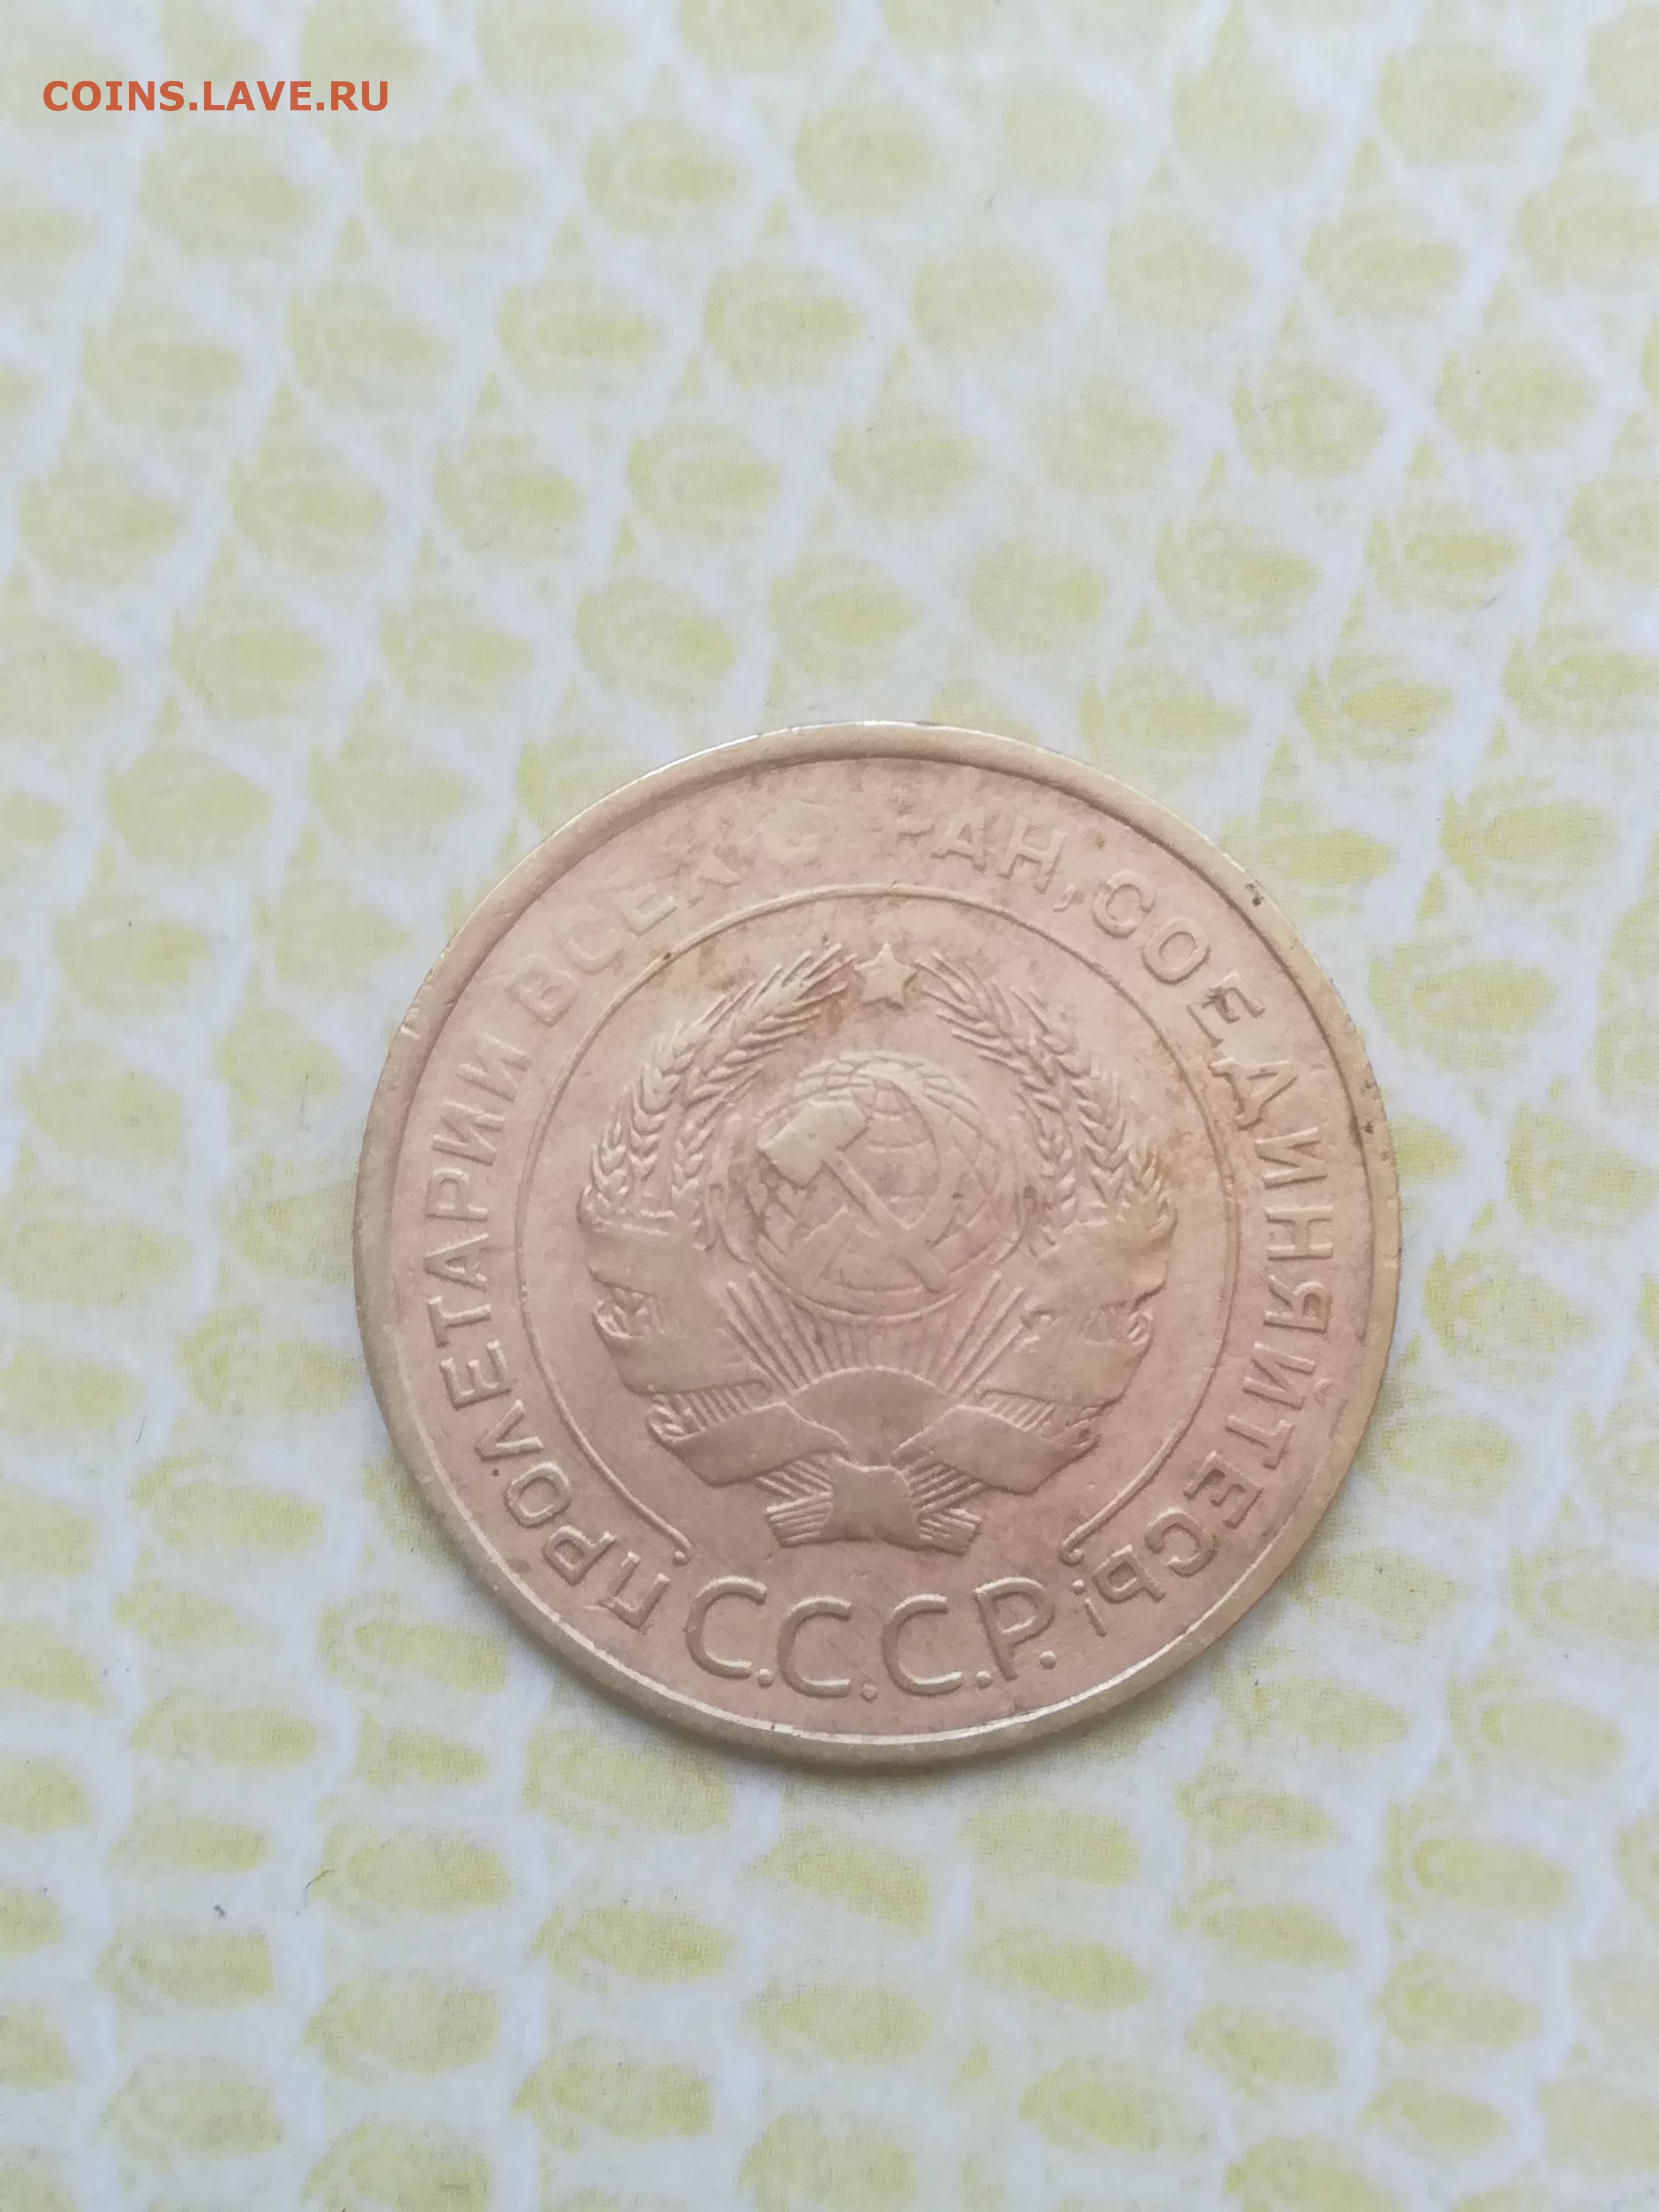 COINS.LAVE.RU
ПРОЛЕТАРИИ ВСЕХ С РАН, СОЕДИНЯЙТЕСЬ!
С.С.С.Р.